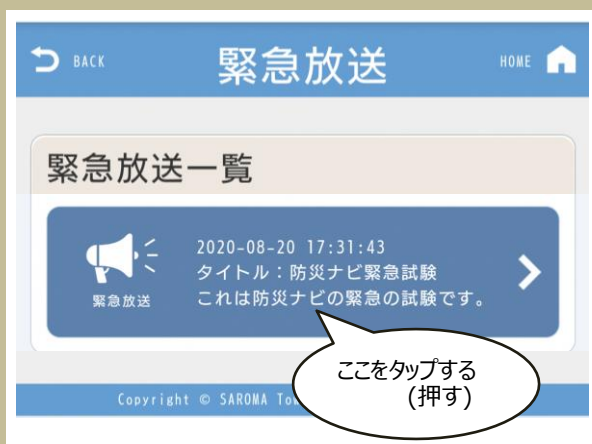 BACK
緊急放送
HOME
緊急放送一覧
2020-08-20 17:31:43
タイトル：防災ナビ緊急試験
これは防災ナビの緊急の試験です。
緊急放送
ここをタップする
(押す)
Copyright © SAROMA